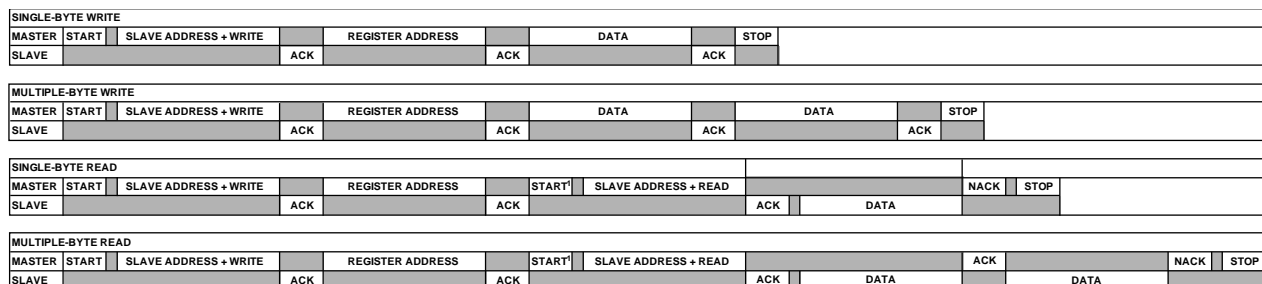 SINGLE-BYTE WRITE
MASTER START SLAVE ADDRESS + WRITE REGISTER ADDRESS DATA STOP
SLAVE ACK ACK ACK
MULTIPLE-BYTE WRITE
MASTER START SLAVE ADDRESS + WRITE REGISTER ADDRESS DATA DATA STOP
SLAVE ACK ACK ACK ACK
SINGLE-BYTE READ
MASTER START SLAVE ADDRESS + WRITE REGISTER ADDRESS START¹ SLAVE ADDRESS + READ NACK STOP
SLAVE ACK ACK ACK DATA
MULTIPLE-BYTE READ
MASTER START SLAVE ADDRESS + WRITE REGISTER ADDRESS START¹ SLAVE ADDRESS + READ ACK NACK STOP
SLAVE ACK ACK ACK DATA DATA